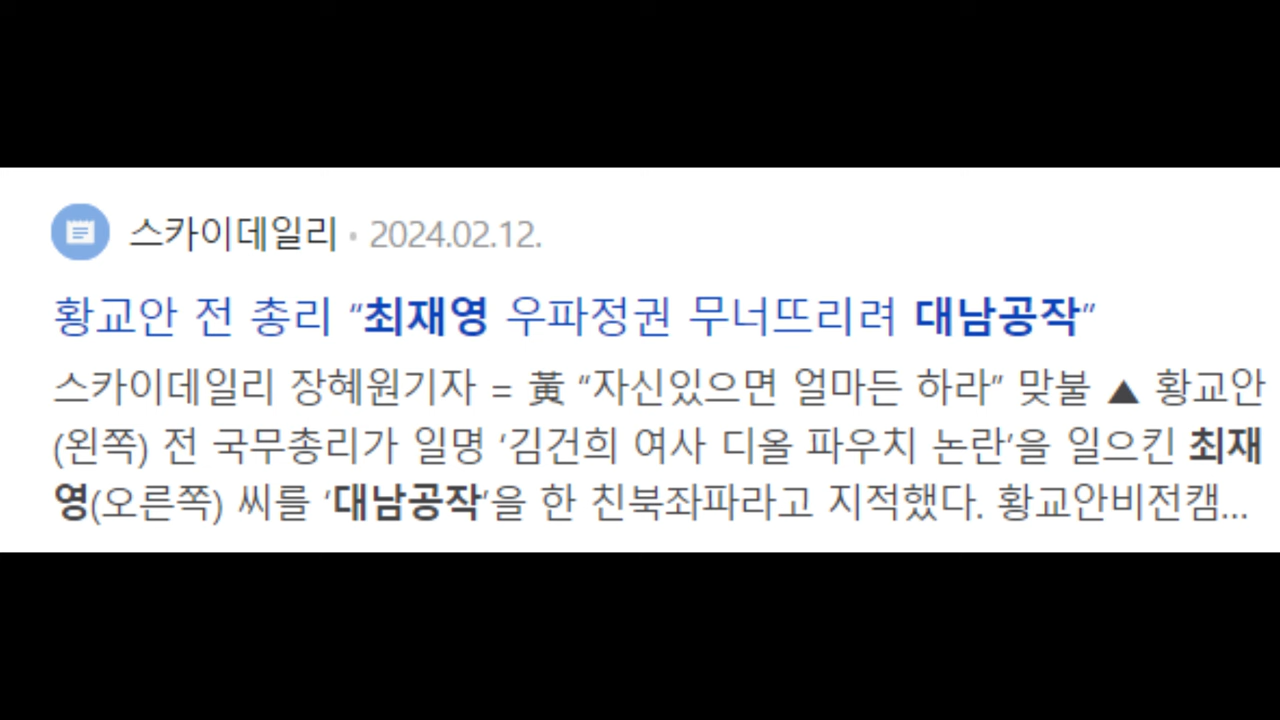 스카이데일리 · 2024.02.12.
황교안 전 총리 “최재영 우파정권 무너뜨리려 대남공작”
스카이데일리 장혜원기자 = 黃 “자신있으면 얼마든 하라” 맞불 ▲ 황교안
(왼쪽) 전 국무총리가 일명 ‘김건희 여사 디올 파우치 논란’을 일으킨 최재
영(오른쪽) 씨를 ‘대남공작’을 한 친북좌파라고 지적했다. 황교안비전캠...